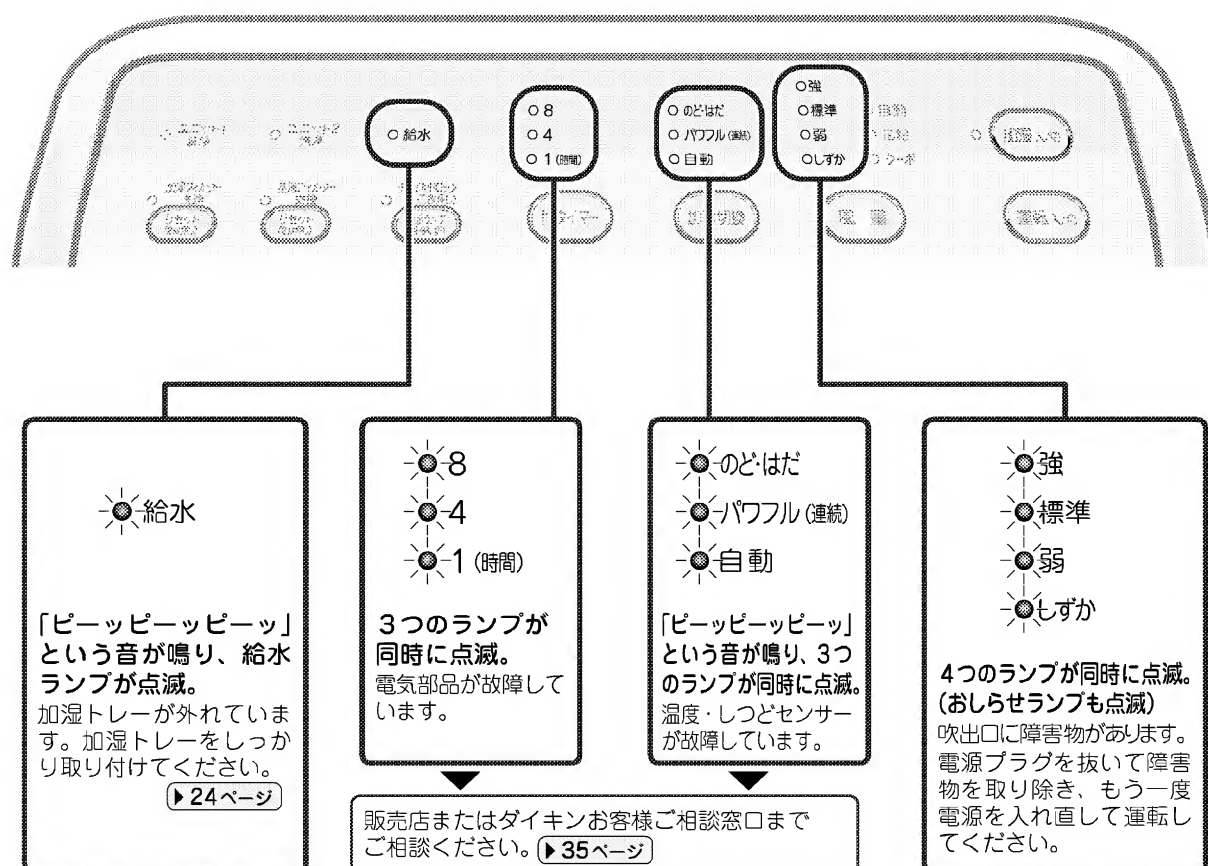 強
8
のど・はだ
標準
給水
4
パワフル(連続)
弱
1(時間)
自動
しずか
給水
「ピーッピーッピーッ」
という音が鳴り、給水
ランプが点滅。
加湿トレーが外れていま
す。加湿トレーをしっか
り取り付けてください。
▶24ページ
8
4
1(時間)
3つのランプが
同時に点滅。
電気部品が故障して
います。
のど・はだ
パワフル(連続)
自動
「ピーッピーッピーッ」
という音が鳴り、3つ
のランプが同時に点滅。
温度・しつどセンサー
が故障しています。
販売店またはダイキンお客様ご相談窓口まで
ご相談ください。▶35ページ
強
標準
弱
しずか
4つのランプが同時に点滅。
(おしらせランプも点滅)
吹出口に障害物があります。
電源プラグを抜いて障害
物を取り除き、もう一度
電源を入れ直して運転し
てください。